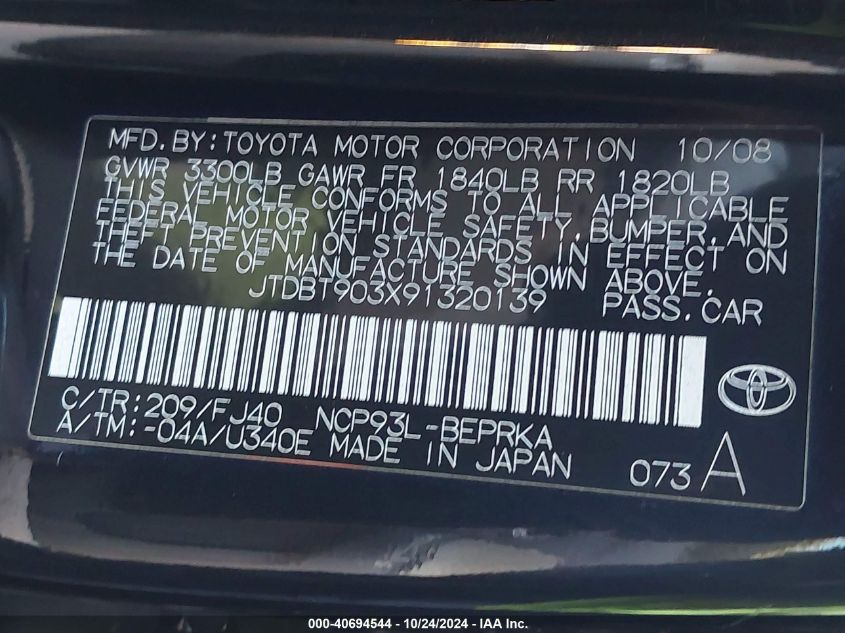 MFD.BY:TOYOTA MOTOR CORPORATION 10/08
GVWR 3300LB GAWR FR 1840LB RR 1820LB
THIS VEHICLE CONFORMS TO ALL APPLICABLE
FEDERAL MOTOR VEHICLE SAFETY,BUMPER,AND
THEFT PREVENTION STANDARDS IN EFFECT ON
THE DATE OF MANUFACTURE SHOWN ABOVE.
JTDBT903X91320139 PASS.CAR
C/TR:209/FJ40 NCP93L-BEPRKA
A/TM:-04A/U340E MADE IN JAPAN 073 A
000-40694544 - 10/24/2024 - IAA Inc.